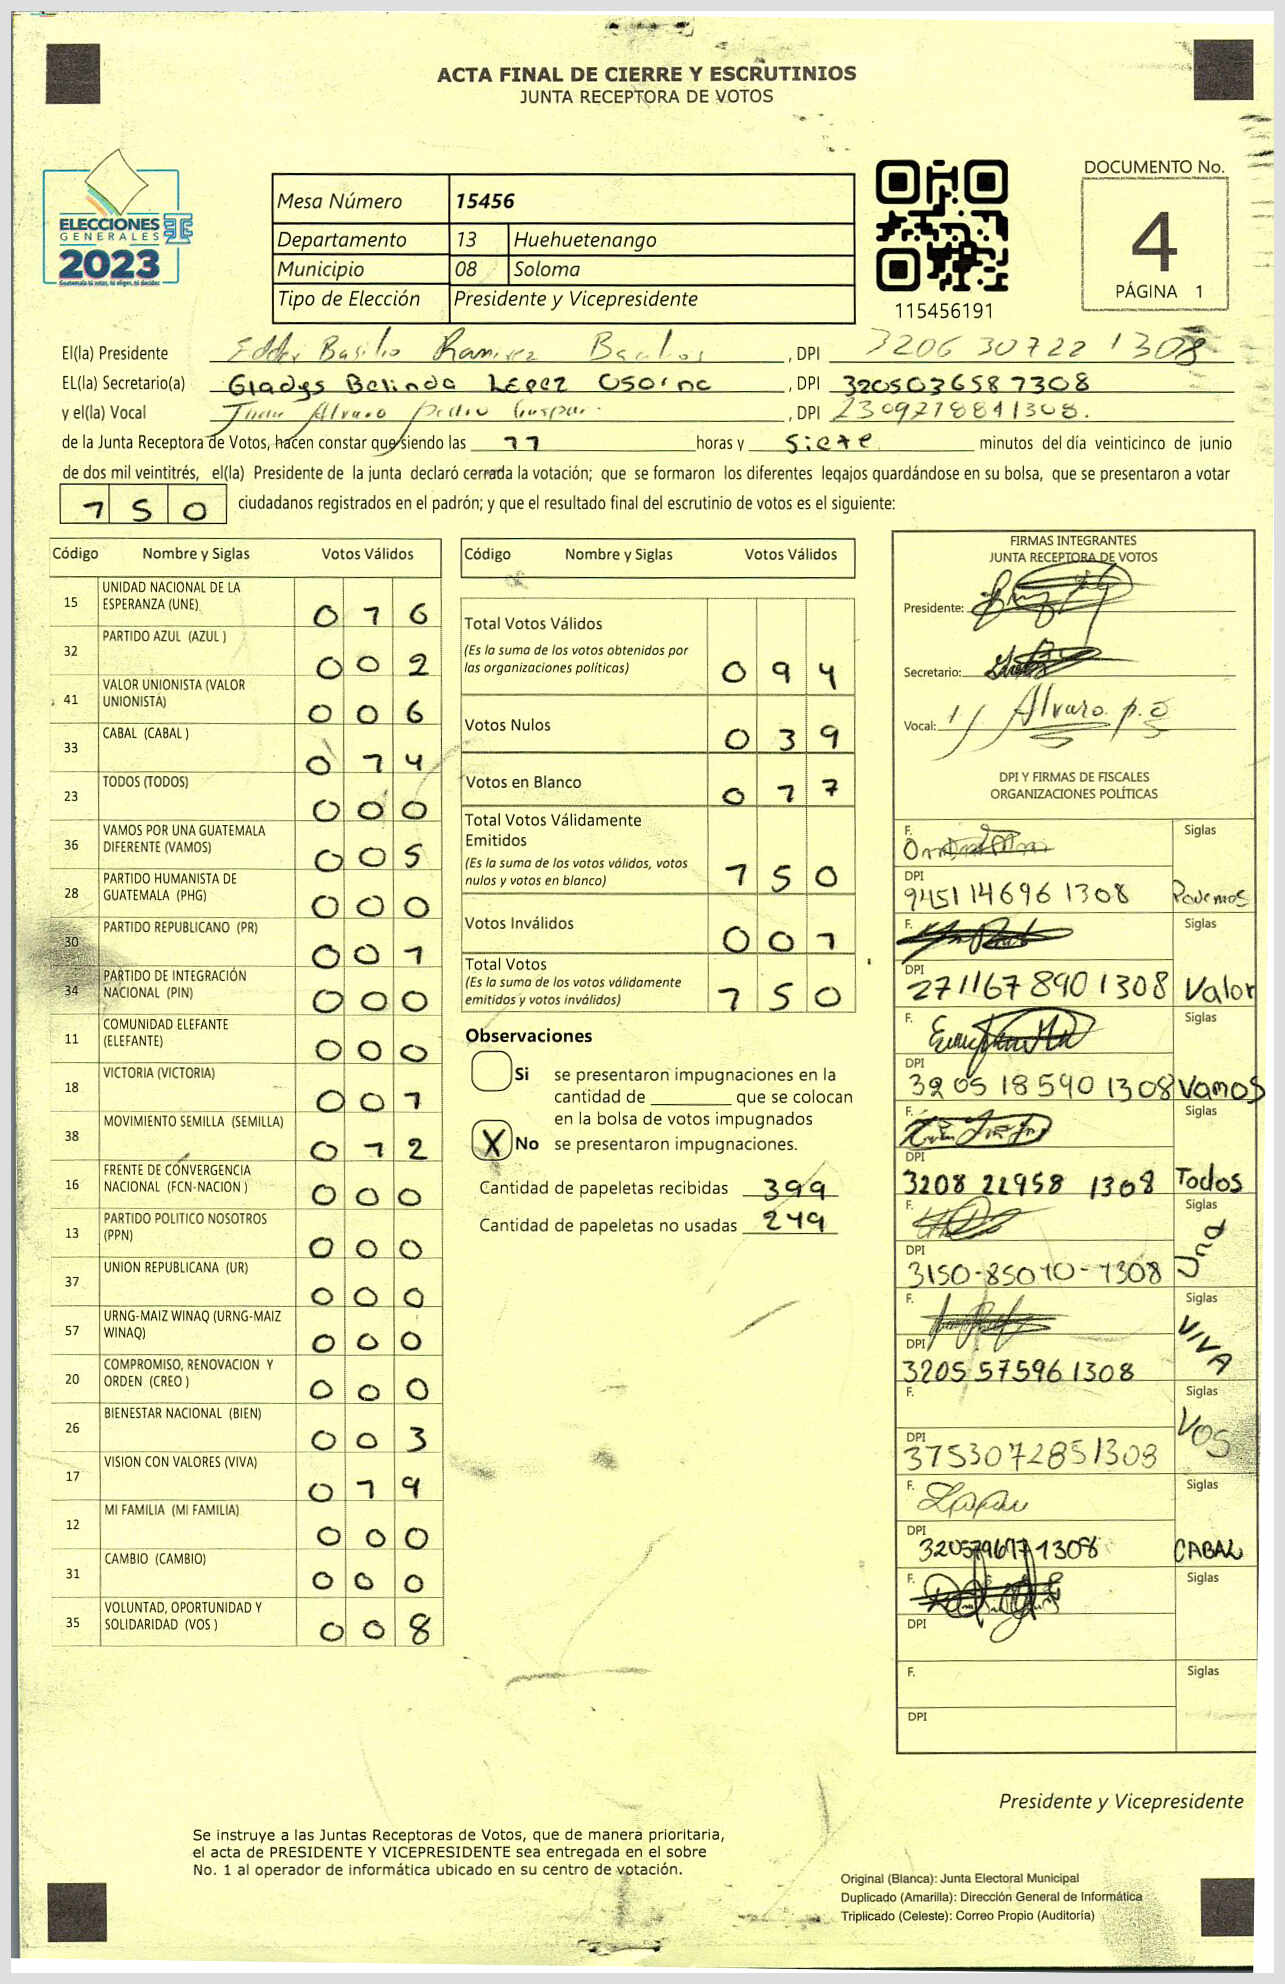 ACTA FINAL DE CIERRE Y ESCRUTINIOS
JUNTA RECEPTORA DE VOTOS
ELECCIONES
GENERALES
2023
Guatemala tú votas, tú eliges, tú decides
Mesa Número 15456
Departamento 13 Huehuetenango
Municipio 08 Soloma
Tipo de Elección Presidente y Vicepresidente
115456191
DOCUMENTO No.
4
PÁGINA 1
El(la) Presidente Edder Basilio Ramirez , DPI 3206307221308
EL(la) Secretario(a) Gladys Belinda Lopez Osorno , DPI 3205036587308
y el(la) Vocal Juan Alvaro Pedro Gaspar. , DPI 2309718841308.
de la Junta Receptora de Votos, hacen constar que siendo las 11 horas y siete minutos del día veinticinco de junio
de dos mil veintitrés, el(la) Presidente de la junta declaró cerrada la votación; que se formaron los diferentes legajos guardándose en su bolsa, que se presentaron a votar
150 ciudadanos registrados en el padrón; y que el resultado final del escrutinio de votos es el siguiente:
Código Nombre y Siglas Votos Válidos
15 UNIDAD NACIONAL DE LA ESPERANZA (UNE) 016
32 PARTIDO AZUL (AZUL ) 002
41 VALOR UNIONISTA (VALOR UNIONISTA) 006
33 CABAL (CABAL ) 014
23 TODOS (TODOS) 000
36 VAMOS POR UNA GUATEMALA DIFERENTE (VAMOS) 005
28 PARTIDO HUMANISTA DE GUATEMALA (PHG) 000
30 PARTIDO REPUBLICANO (PR) 001
34 PARTIDO DE INTEGRACIÓN NACIONAL (PIN) 000
11 COMUNIDAD ELEFANTE (ELEFANTE) 000
18 VICTORIA (VICTORIA) 001
38 MOVIMIENTO SEMILLA (SEMILLA) 012
16 FRENTE DE CONVERGENCIA NACIONAL (FCN-NACION ) 000
13 PARTIDO POLITICO NOSOTROS (PPN) 000
37 UNION REPUBLICANA (UR) 000
57 URNG-MAIZ WINAQ (URNG-MAIZ WINAQ) 000
20 COMPROMISO, RENOVACION Y ORDEN (CREO ) 000
26 BIENESTAR NACIONAL (BIEN) 003
17 VISION CON VALORES (VIVA) 019
12 MI FAMILIA (MI FAMILIA) 000
31 CAMBIO (CAMBIO) 000
35 VOLUNTAD, OPORTUNIDAD Y SOLIDARIDAD (VOS ) 008
Código Nombre y Siglas Votos Válidos
Total Votos Válidos
(Es la suma de los votos obtenidos por
las organizaciones politicas) 094
Votos Nulos 039
Votos en Blanco 017
Total Votos Válidamente
Emitidos
(Es la suma de los votos válidos, votos
nulos y votos en blanco) 150
Votos Inválidos 001
Total Votos
(Es la suma de los votos válidamente
emitidos y votos inválidos) 150
Observaciones
Si se presentaron impugnaciones en la
cantidad de ________ que se colocan
en la bolsa de votos impugnados
X No se presentaron impugnaciones.
Cantidad de papeletas recibidas 399
Cantidad de papeletas no usadas 249
FIRMAS INTEGRANTES
JUNTA RECEPTORA DE VOTOS
Presidente:
Secretario:
Vocal: Alvaro p.
DPI Y FIRMAS DE FISCALES
ORGANIZACIONES POLÍTICAS
F. Siglas
DPI 945114696 1308 Podemos
F. Siglas
DPI 271167890 1308 Valor
F. Siglas
DPI 3205 18590 1308 Vamos
F. Siglas
DPI 3208 22958 1308 Todos
F. Siglas
DPI 3150-85010-1308 Una
F. Siglas
DPI 3205 57596 1308 VIVA
F. Siglas
DPI 3753072851308 VOS
F. Siglas
DPI CABAL
F. Siglas
DPI
F. Siglas
DPI
Presidente y Vicepresidente
Se instruye a las Juntas Receptoras de Votos, que de manera prioritaria,
el acta de PRESIDENTE Y VICEPRESIDENTE sea entregada en el sobre
No. 1 al operador de informática ubicado en su centro de votación.
Original (Blanca): Junta Electoral Municipal
Duplicado (Amarilla): Dirección General de Informática
Triplicado (Celeste): Correo Propio (Auditoría)